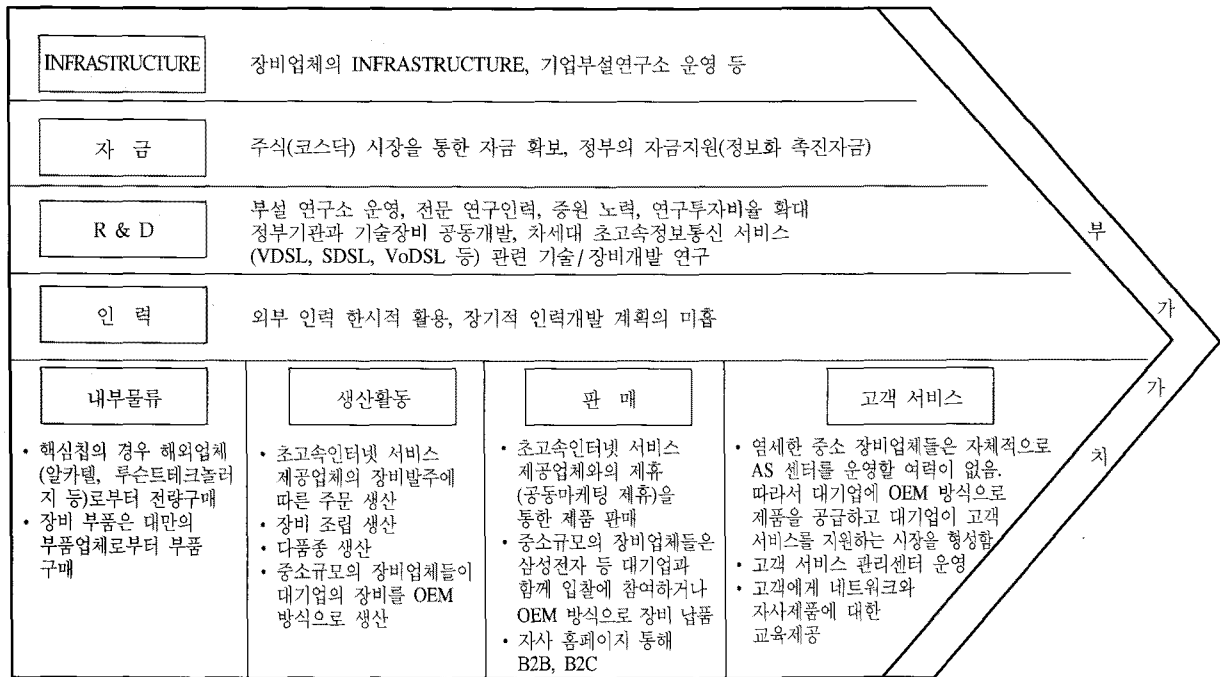 INFRASTRUCTURE
장비업체의 INFRASTRUCTURE, 기업부설연구소 운영 등
자 금
주식(코스닥) 시장을 통한 자금 확보, 정부의 자금지원(정보화 촉진자금)
R & D
부설 연구소 운영, 전문 연구인력, 증원 노력, 연구투자비율 확대
정부기관과 기술장비 공동개발, 차세대 초고속정보통신 서비스
(VDSL, SDSL, VoDSL 등) 관련 기술/장비개발 연구
인 력
외부 인력 한시적 활용, 장기적 인력개발 계획의 미흡
부
가
가
치
내부물류
• 핵심칩의 경우 해외업체
(알카텔, 루슨트테크놀러
지 등)로부터 전량구매
• 장비 부품은 대만의
부품업체로부터 부품
구매
생산활동
• 초고속인터넷 서비스
제공업체의 장비발주에
따른 주문 생산
• 장비 조립 생산
• 다품종 생산
• 중소규모의 장비업체들이
대기업의 장비를 OEM
방식으로 생산
판 매
• 초고속인터넷 서비스
제공업체와의 제휴
(공동마케팅 제휴)을
통한 제품 판매
• 중소규모의 장비업체들은
삼성전자 등 대기업과
함께 입찰에 참여하거나
OEM 방식으로 장비 납품
• 자사 홈페이지 통해
B2B, B2C
고객 서비스
• 영세한 중소 장비업체들은 자체적으로
AS 센터를 운영할 여력이 없음.
따라서 대기업에 OEM 방식으로
제품을 공급하고 대기업이 고객
서비스를 지원하는 시장을 형성함
• 고객 서비스 관리센터 운영
• 고객에게 네트워크와
자사제품에 대한
교육제공